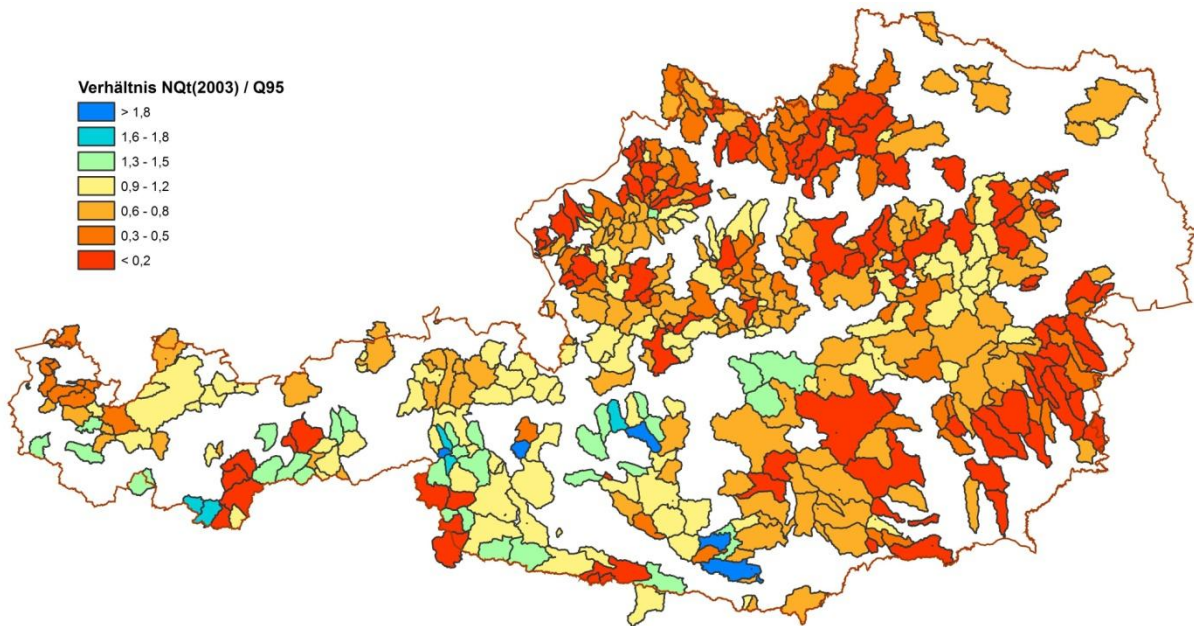 Verhältnis NQt(2003) / Q95
> 1,8
1,6 - 1,8
1,3 - 1,5
0,9 - 1,2
0,6 - 0,8
0,3 - 0,5
< 0,2